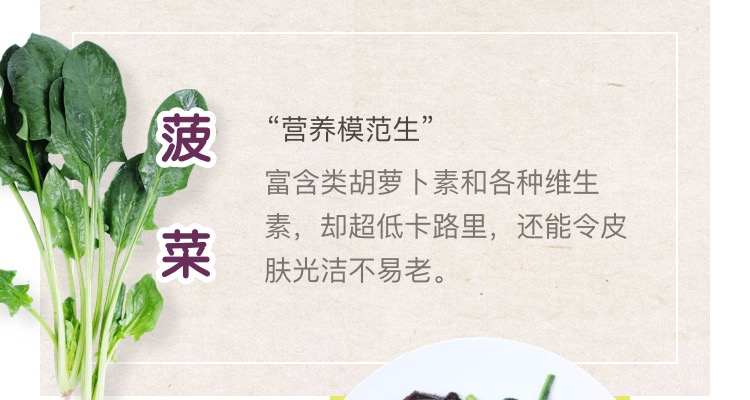 菠菜
“营养模范生”
富含类胡萝卜素和各种维生
素，却超低卡路里，还能令皮
肤光洁不易老。